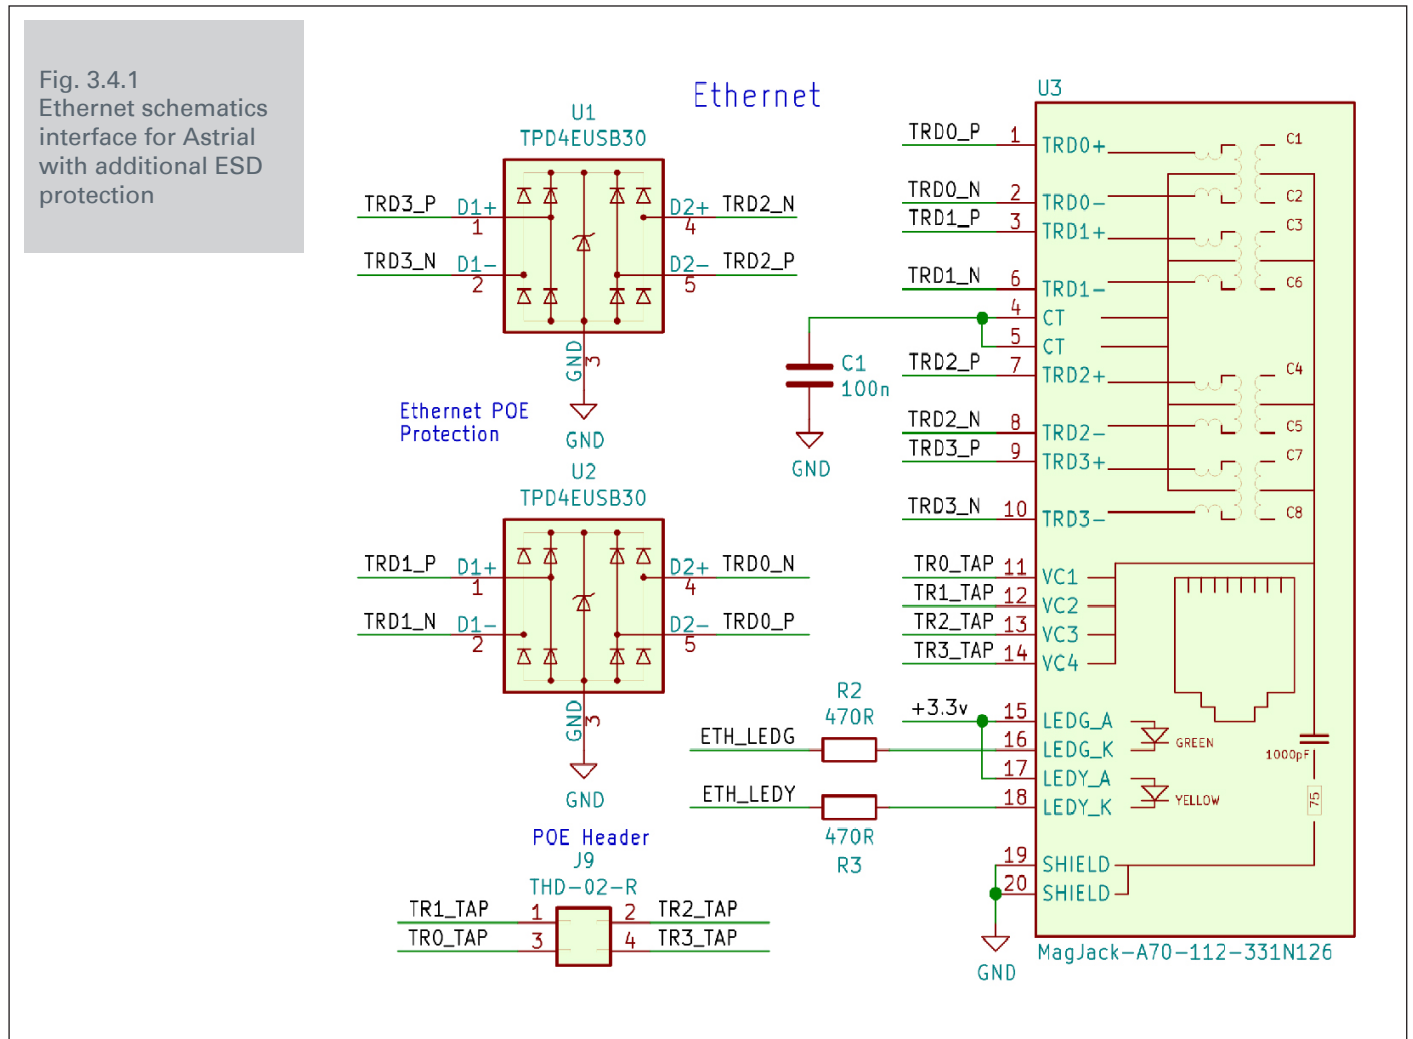 Fig. 3.4.1
Ethernet schematics
interface for Astrial
with additional ESD
protection
Ethernet
U1
TPD4EUSB30
TRD3_P
D1+
1
D2+
4
TRD2_N
TRD3_N
D1-
2
D2-
5
TRD2_P
GND
3
GND
Ethernet POE
Protection
U2
TPD4EUSB30
TRD1_P
D1+
1
D2+
4
TRD0_N
TRD1_N
D1-
2
D2-
5
TRD0_P
GND
3
GND
POE Header
J9
THD-02-R
TR1_TAP
1
2
TR2_TAP
TR0_TAP
3
4
TR3_TAP
C1
100n
GND
ETH_LEDG
R2
470R
ETH_LEDY
470R
R3
U3
TRD0_P 1 TRD0+
TRD0_N 2 TRD0-
TRD1_P 3 TRD1+
TRD1_N 6 TRD1-
4 CT
5 CT
TRD2_P 7 TRD2+
TRD2_N 8 TRD2-
TRD3_P 9 TRD3+
TRD3_N 10 TRD3-
TR0_TAP 11 VC1
TR1_TAP 12 VC2
TR2_TAP 13 VC3
TR3_TAP 14 VC4
+3.3v 15 LEDG_A
16 LEDG_K
17 LEDY_A
18 LEDY_K
19 SHIELD
20 SHIELD
GND
C1
C2
C3
C6
C4
C5
C7
C8
GREEN
YELLOW
1000pF
75
MagJack-A70-112-331N126